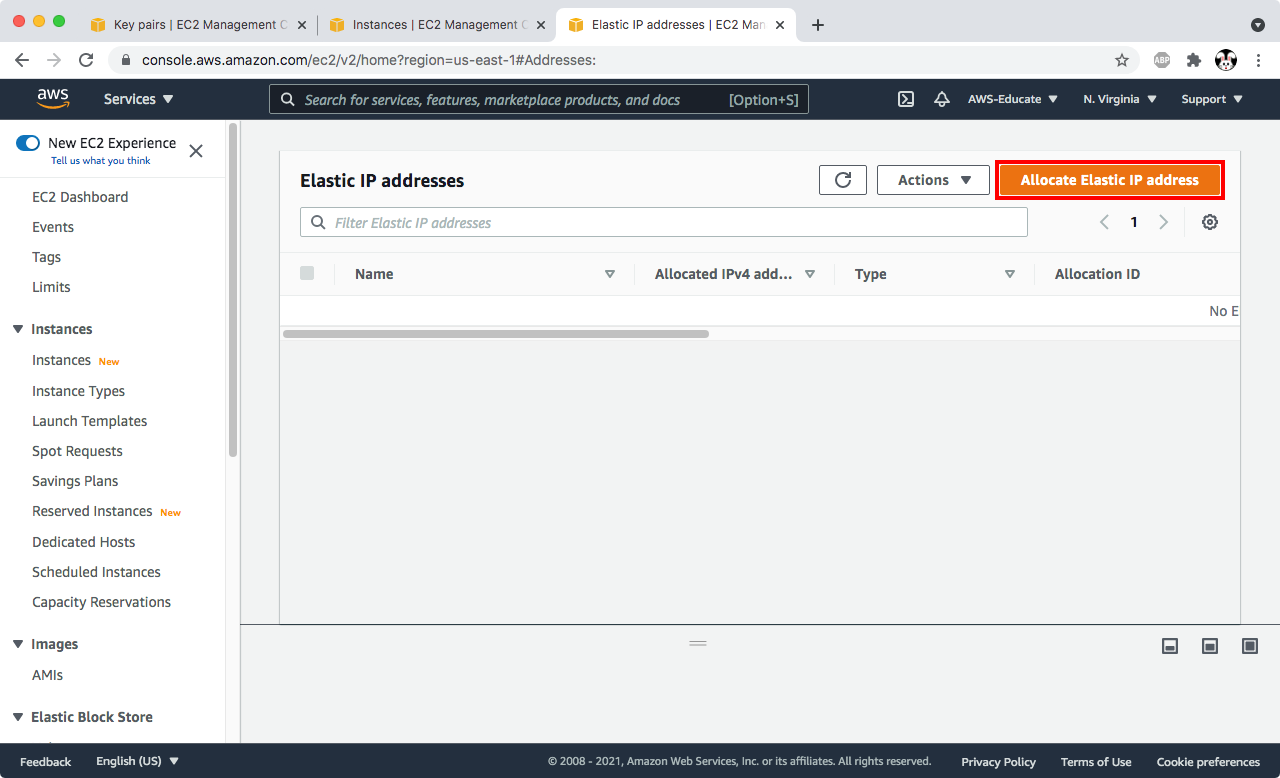 Key pairs | EC2 Management C
Instances | EC2 Management C
Elastic IP addresses | EC2 Man
console.aws.amazon.com/ec2/v2/home?region=us-east-1#Addresses:
ABP
aws
Services
Search for services, features, marketplace products, and docs
[Option+S]
AWS-Educate
N. Virginia
Support
New EC2 Experience
Tell us what you think
EC2 Dashboard
Events
Tags
Limits
Instances
Instances New
Instance Types
Launch Templates
Spot Requests
Savings Plans
Reserved Instances New
Dedicated Hosts
Scheduled Instances
Capacity Reservations
Images
AMIs
Elastic Block Store
Elastic IP addresses
Actions
Allocate Elastic IP address
Filter Elastic IP addresses
1
Name
Allocated IPv4 add...
Type
Allocation ID
No E
Feedback
English (US)
© 2008 - 2021, Amazon Web Services, Inc. or its affiliates. All rights reserved.
Privacy Policy
Terms of Use
Cookie preferences